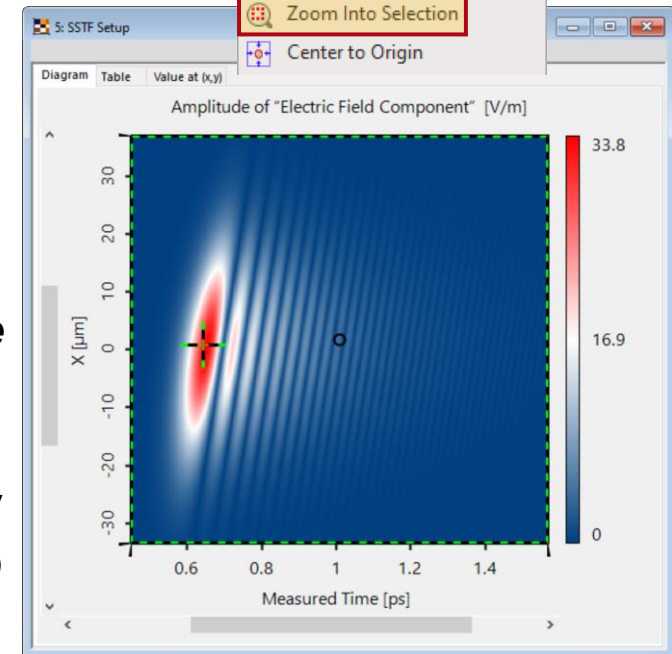 Zoom Into Selection
Center to Origin
5: SSTF Setup
Diagram Table Value at (x,y)
Amplitude of "Electric Field Component" [V/m]
33.8
16.9
0
X [µm]
30
20
10
0
-10
-20
-30
0.6 0.8 1 1.2 1.4
Measured Time [ps]